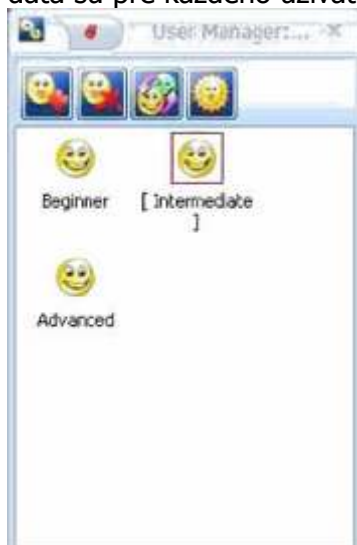 User Manager:...
Beginner
[ Intermediate
]
Advanced